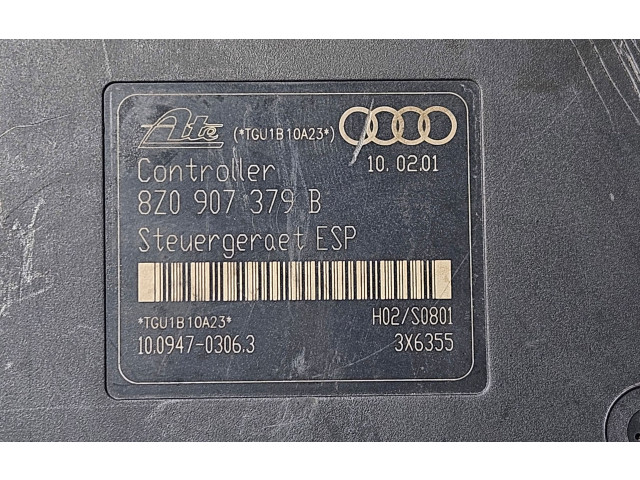 Ate (*TGU1B10A23*)
10. 02.01
Controller
8Z0 907 379 B
Steuergeraet ESP
*TGU1B10A23* H02/S0801
10.0947-0306.3 3X6355